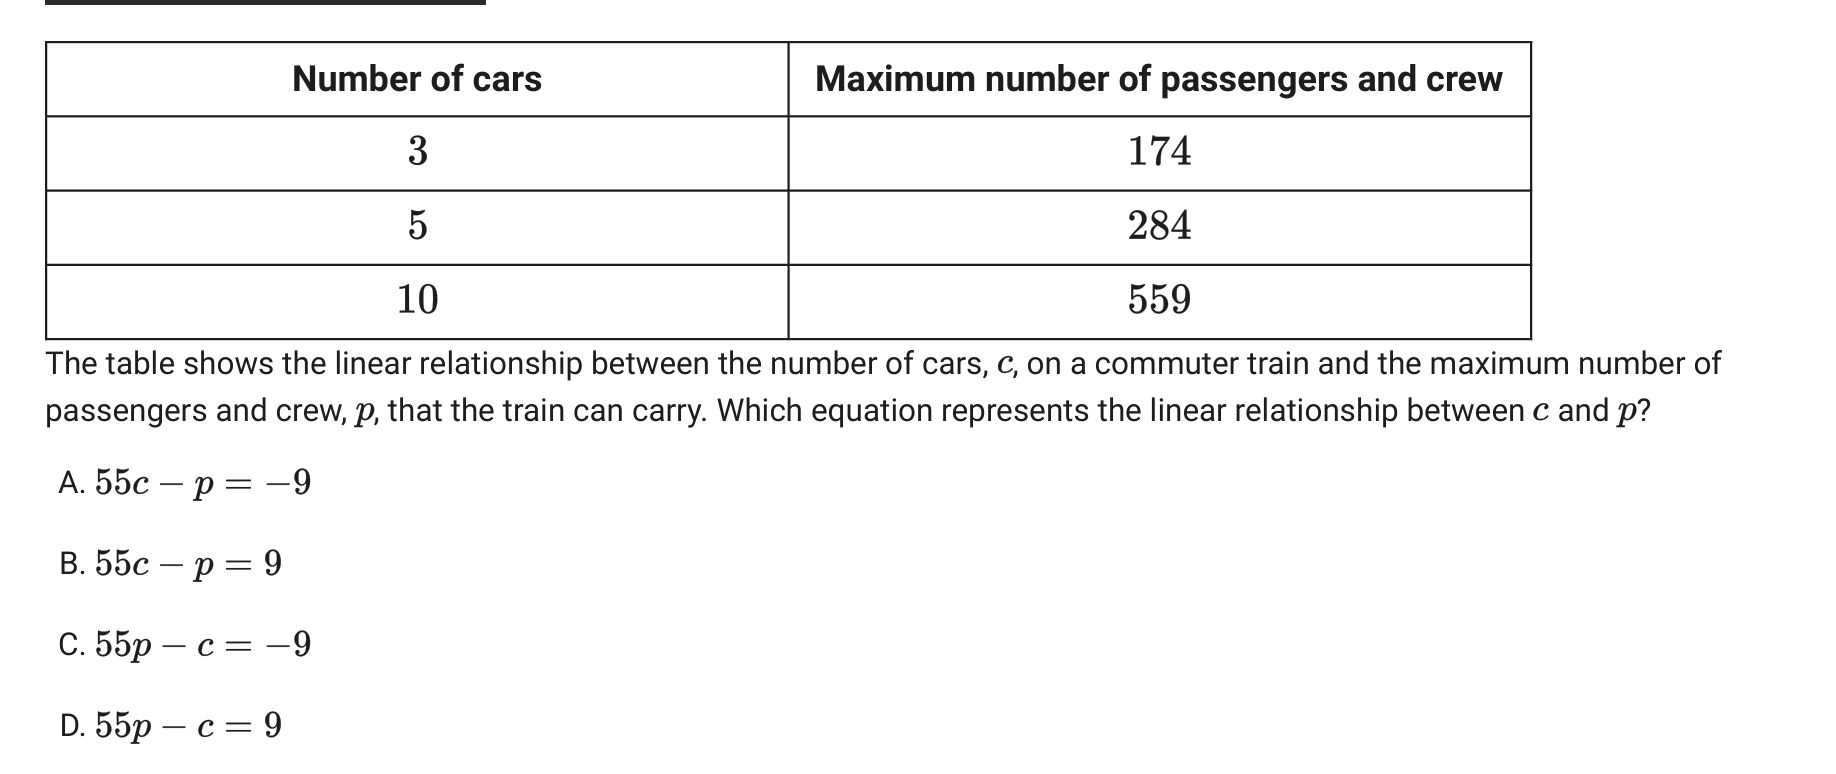 Number of cars Maximum number of passengers and crew
3 174
5 284
10 559
The table shows the linear relationship between the number of cars, c, on a commuter train and the maximum number of
passengers and crew, p, that the train can carry. Which equation represents the linear relationship between c and p?
A. 55c − p = −9
B. 55c − p = 9
C. 55p − c = −9
D. 55p − c = 9